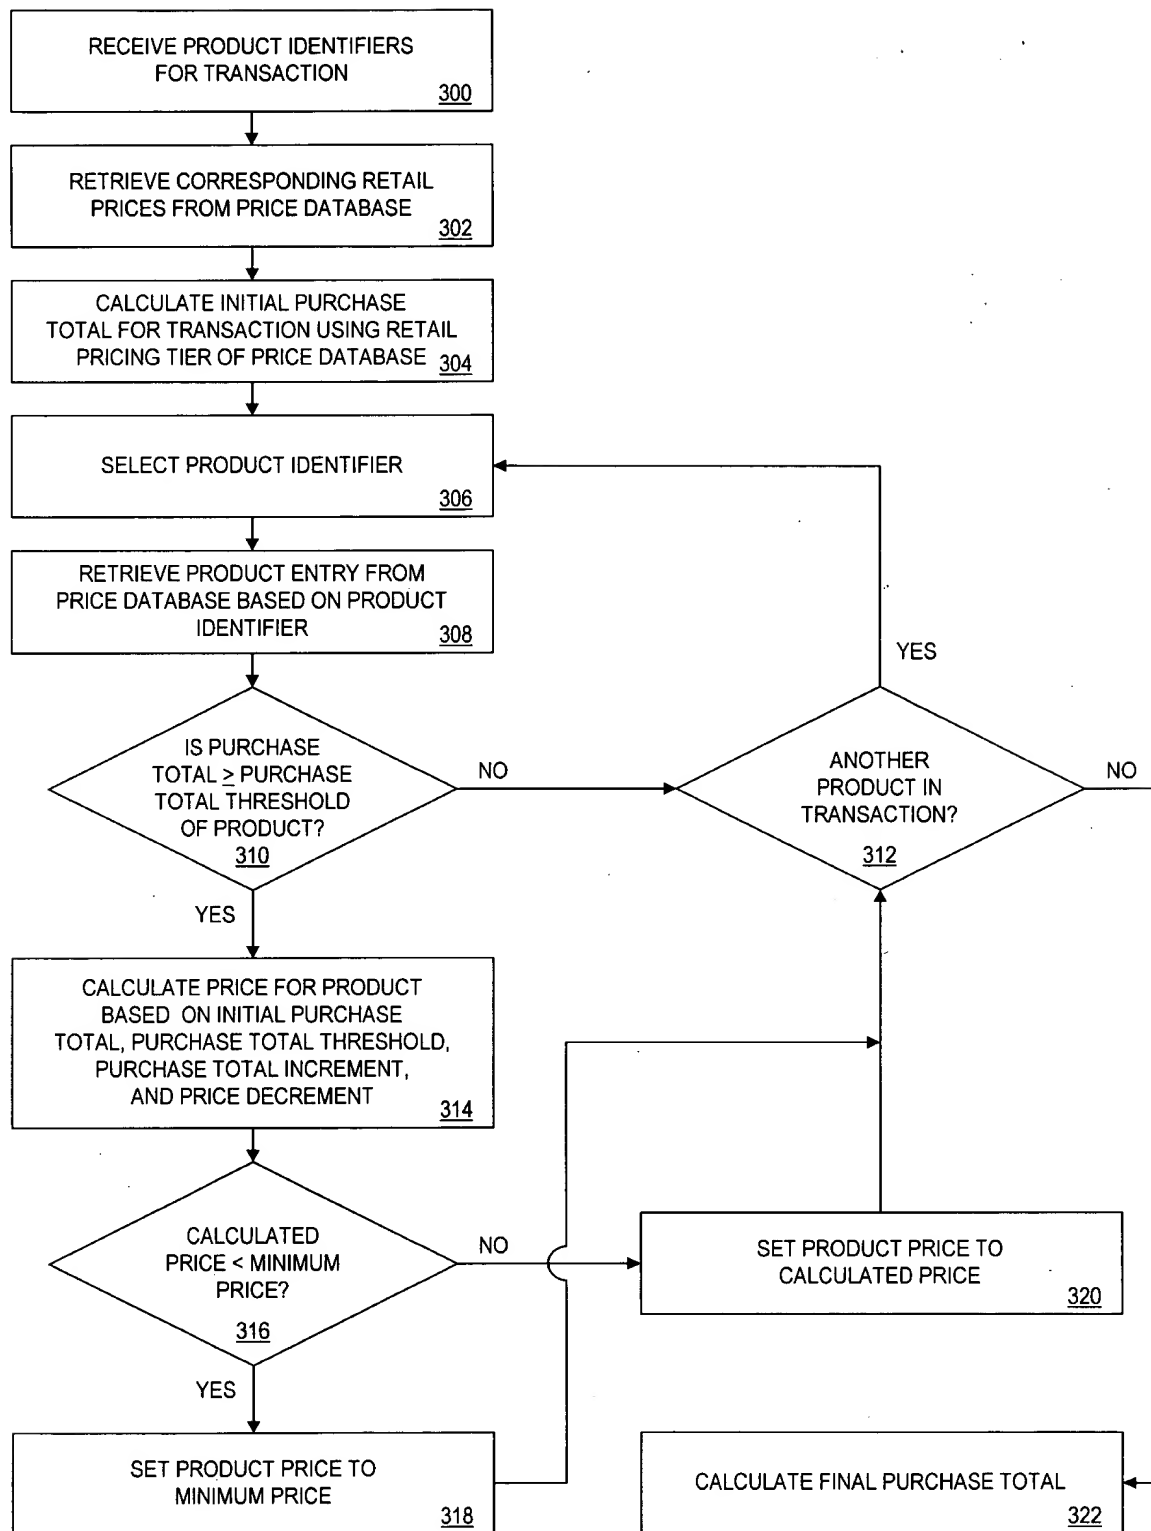 RECEIVE PRODUCT IDENTIFIERS
FOR TRANSACTION
300
RETRIEVE CORRESPONDING RETAIL
PRICES FROM PRICE DATABASE
302
CALCULATE INITIAL PURCHASE
TOTAL FOR TRANSACTION USING RETAIL
PRICING TIER OF PRICE DATABASE
304
SELECT PRODUCT IDENTIFIER
306
RETRIEVE PRODUCT ENTRY FROM
PRICE DATABASE BASED ON PRODUCT
IDENTIFIER
308
YES
IS PURCHASE
TOTAL ≥ PURCHASE
TOTAL THRESHOLD
OF PRODUCT?
310
NO
ANOTHER
PRODUCT IN
TRANSACTION?
312
NO
YES
CALCULATE PRICE FOR PRODUCT
BASED ON INITIAL PURCHASE
TOTAL, PURCHASE TOTAL THRESHOLD,
PURCHASE TOTAL INCREMENT,
AND PRICE DECREMENT
314
CALCULATED
PRICE < MINIMUM
PRICE?
316
NO
SET PRODUCT PRICE TO
CALCULATED PRICE
320
YES
SET PRODUCT PRICE TO
MINIMUM PRICE
318
CALCULATE FINAL PURCHASE TOTAL
322